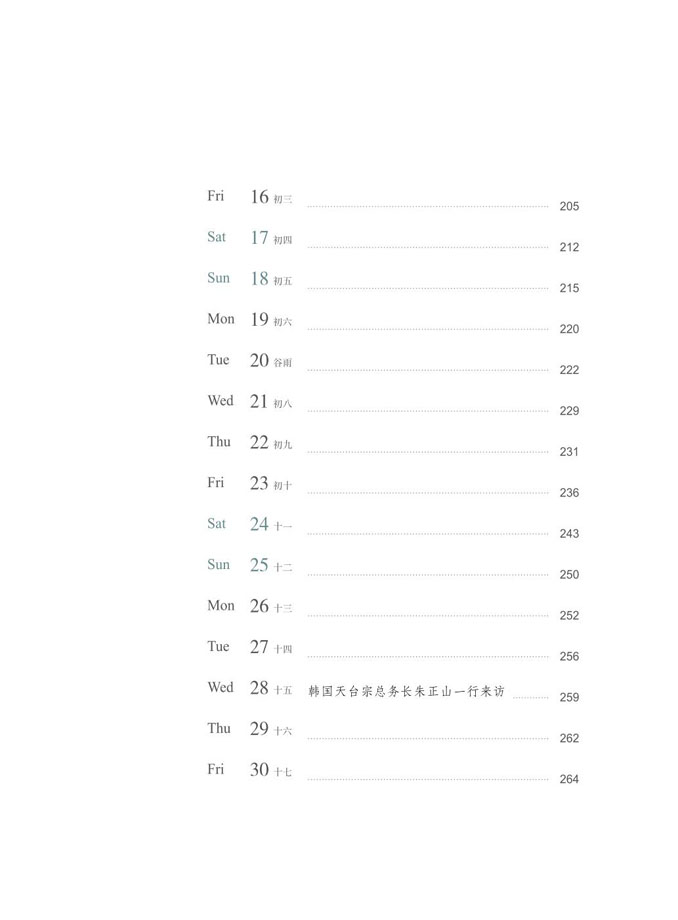 Fri 16 初三 205
Sat 17 初四 212
Sun 18 初五 215
Mon 19 初六 220
Tue 20 谷雨 222
Wed 21 初八 229
Thu 22 初九 231
Fri 23 初十 236
Sat 24 十一 243
Sun 25 十二 250
Mon 26 十三 252
Tue 27 十四 256
Wed 28 十五 韩国天台宗总务长朱正山一行来访 259
Thu 29 十六 262
Fri 30 十七 264